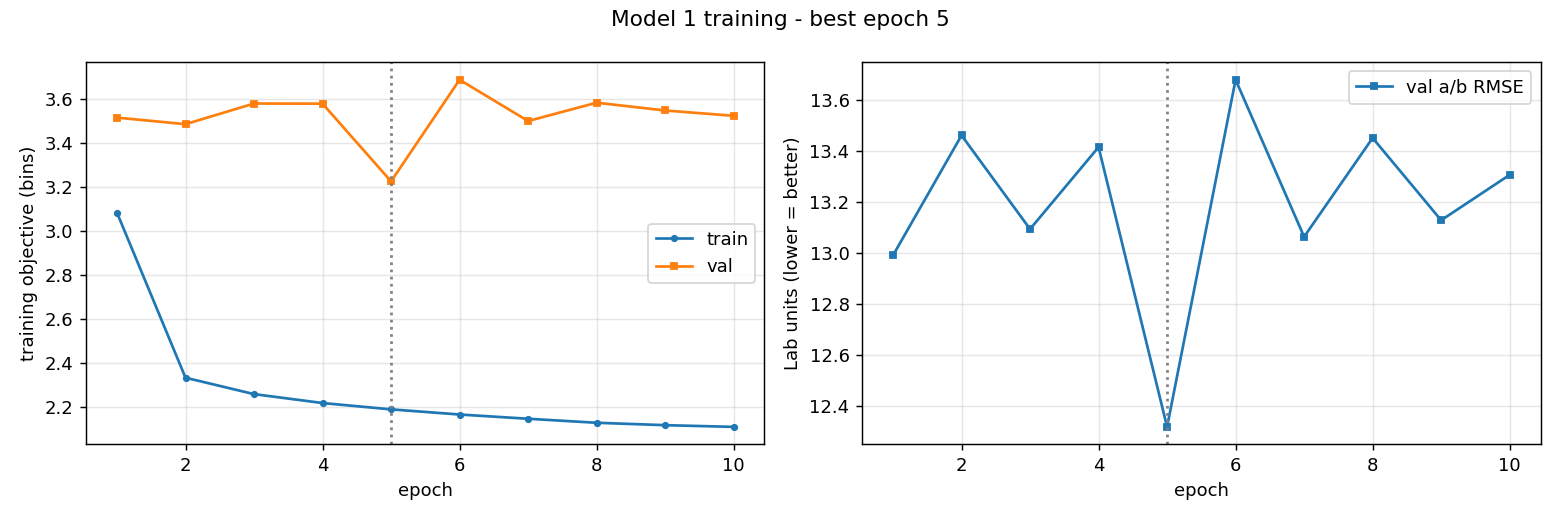 Model 1 training - best epoch 5
training objective (bins)
3.6
3.4
3.2
3.0
2.8
2.6
2.4
2.2
train
val
2 4 6 8 10
epoch
Lab units (lower = better)
13.6
13.4
13.2
13.0
12.8
12.6
12.4
val a/b RMSE
2 4 6 8 10
epoch